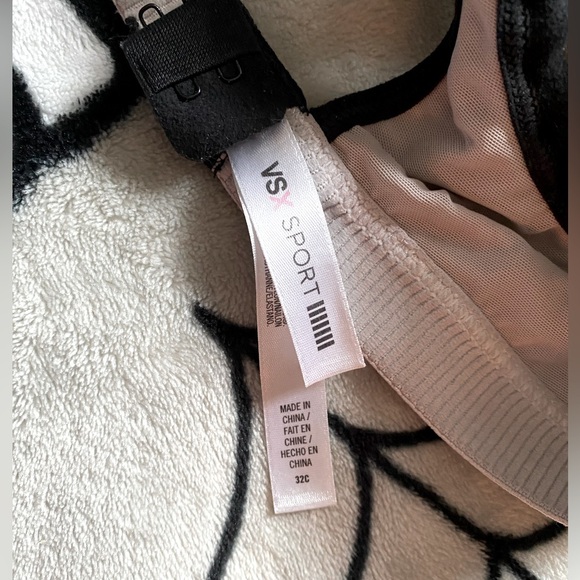 VSX SPORT
MADE IN
CHINA /
FAIT EN
CHINE /
HECHO EN
CHINA
32C